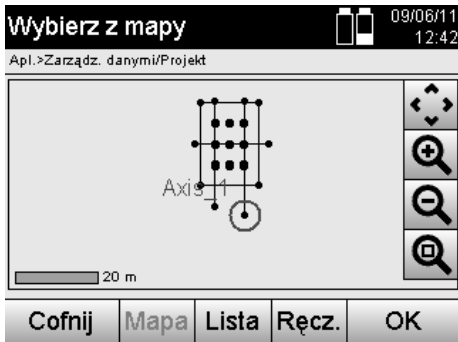 Wybierz z mapy
09/06/11
12:42
Apl.>Zarządz. danymi/Projekt
Axis_1
20 m
Cofnij
Mapa
Lista
Ręcz.
OK